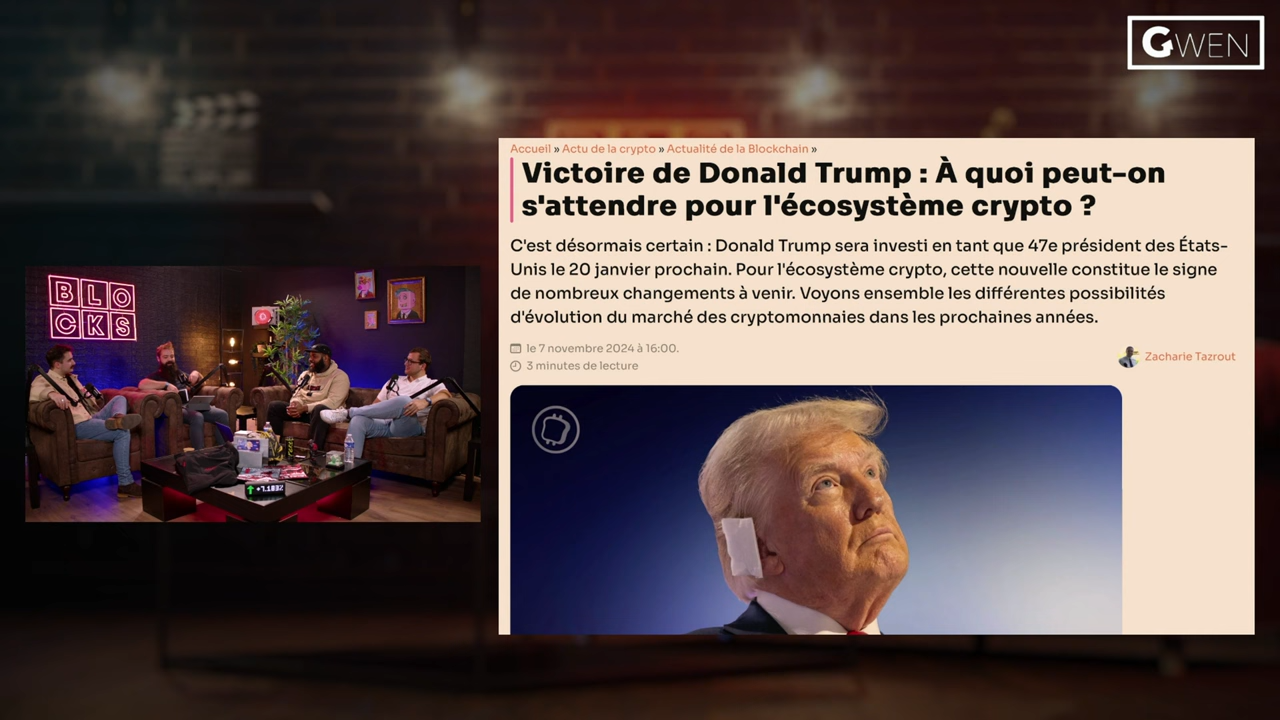 GWEN
Accueil » Actu de la crypto » Actualité de la Blockchain »
Victoire de Donald Trump : À quoi peut-on
s'attendre pour l'écosystème crypto ?
C'est désormais certain : Donald Trump sera investi en tant que 47e président des États-
Unis le 20 janvier prochain. Pour l'écosystème crypto, cette nouvelle constitue le signe
de nombreux changements à venir. Voyons ensemble les différentes possibilités
d'évolution du marché des cryptomonnaies dans les prochaines années.
le 7 novembre 2024 à 16:00.
3 minutes de lecture
Zacharie Tazrout
BLO
CKS